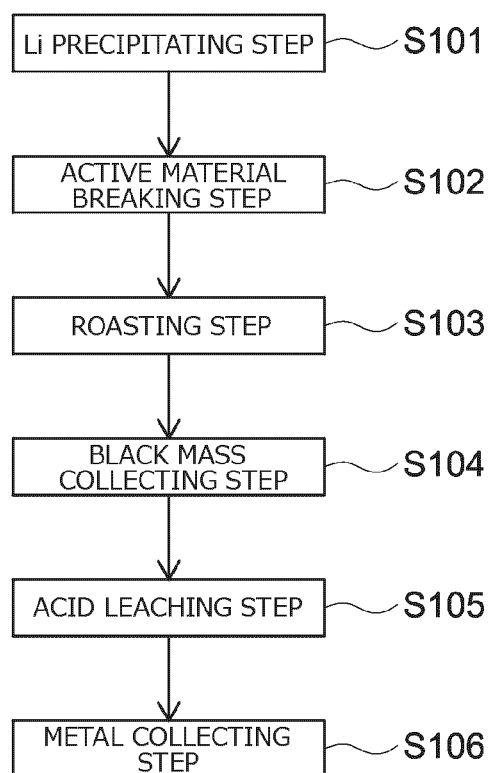 Li PRECIPITATING STEP
S101
ACTIVE MATERIAL
BREAKING STEP
S102
ROASTING STEP
S103
BLACK MASS
COLLECTING STEP
S104
ACID LEACHING STEP
S105
METAL COLLECTING
STEP
S106